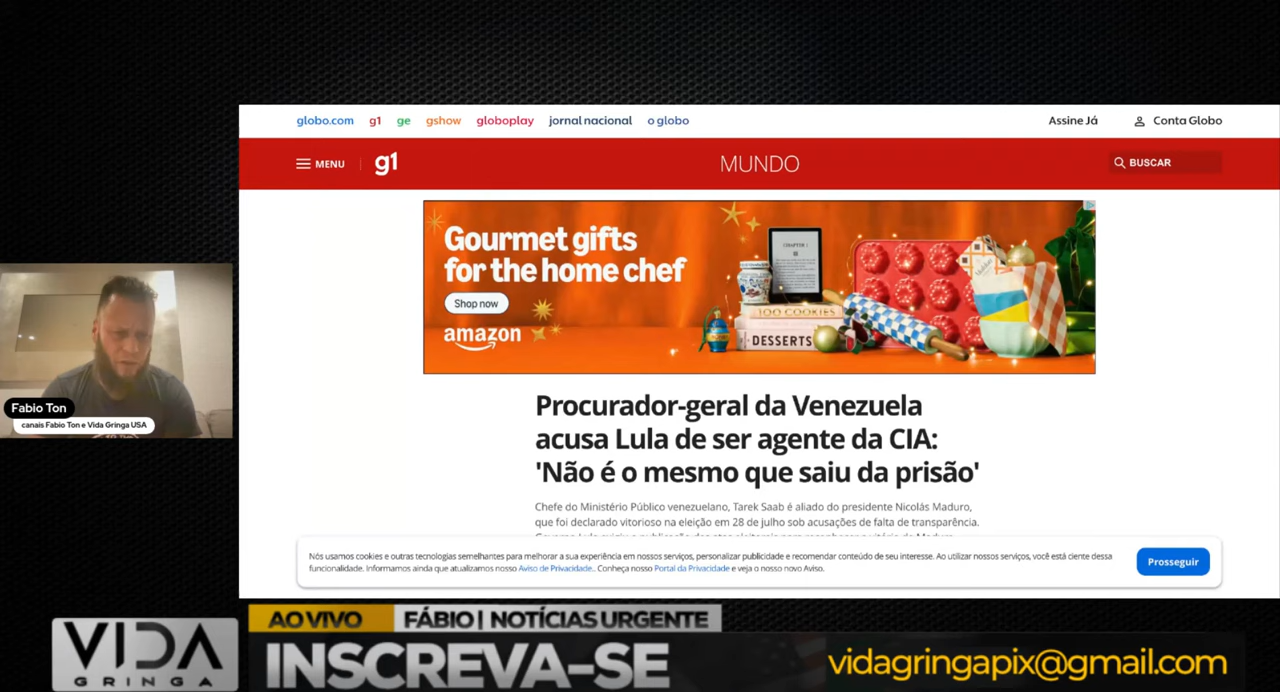 globo.com g1 ge gshow globoplay jornal nacional o globo Assine Já Conta Globo
MENU g1 MUNDO BUSCAR
Gourmet gifts
for the home chef
Shop now
amazon
CHAPTER 1
100 COOKIES
DESSERTS
Procurador-geral da Venezuela
acusa Lula de ser agente da CIA:
'Não é o mesmo que saiu da prisão'
Chefe do Ministério Público venezuelano, Tarek Saab é aliado do presidente Nicolás Maduro,
que foi declarado vitorioso na eleição em 28 de julho sob acusações de falta de transparência.
Nós usamos cookies e outras tecnologias semelhantes para melhorar a sua experiência em nossos serviços, personalizar publicidade e recomendar conteúdo de seu interesse. Ao utilizar nossos serviços, você está ciente dessa
funcionalidade. Informamos ainda que atualizamos nosso Aviso de Privacidade.. Conheça nosso Portal da Privacidade e veja o nosso novo Aviso.
Prosseguir
Fabio Ton
canais Fabio Ton e Vida Gringa USA
VIDA
GRINGA
AO VIVO FÁBIO | NOTÍCIAS URGENTE
INSCREVA-SE
vidagringapix@gmail.com